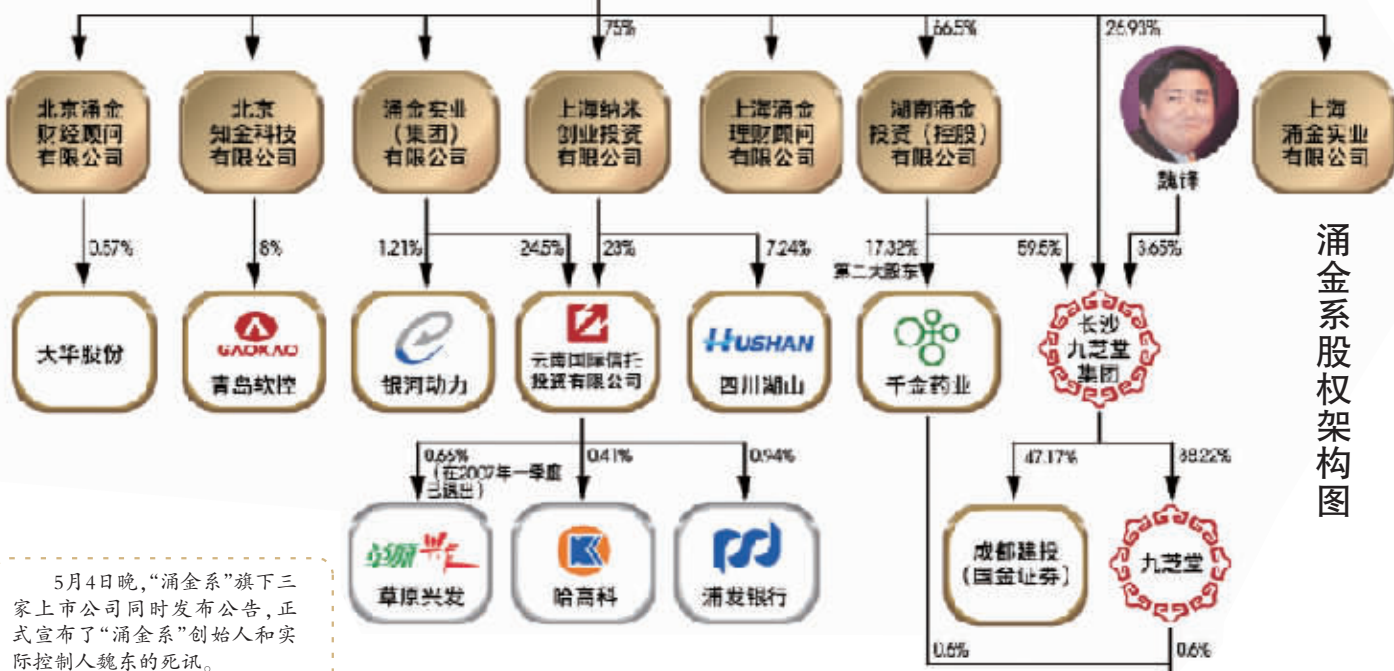 75%
66.5%
26.93%
北京涌金
财经顾问
有限公司
北京
知金科技
有限公司
涌金实业
（集团）
有限公司
上海纳米
创业投资
有限公司
上海涌金
理财顾问
有限公司
湖南涌金
投资（控股）
有限公司
魏锋
上海
涌金实业
有限公司
涌金系股权架构图
0.57%
8%
1.21%
24.5%
23%
7.24%
17.32%
第二大股东
59.5%
3.65%
大华股份
青岛软控
银河动力
云南国际信托
投资有限公司
HUSHAN
四川湖山
千金药业
长沙
九芝堂
集团
0.65%
（在2007年一季度
已退出）
0.41%
0.94%
47.17%
38.22%
草原兴发
草原兴发
哈高科
浦发银行
成都建投
（国金证券）
九芝堂
0.6%
0.6%
5月4日晚，“涌金系”旗下三
家上市公司同时发布公告，正
式宣布了“涌金系”创始人和实
际控制人魏东的死讯。